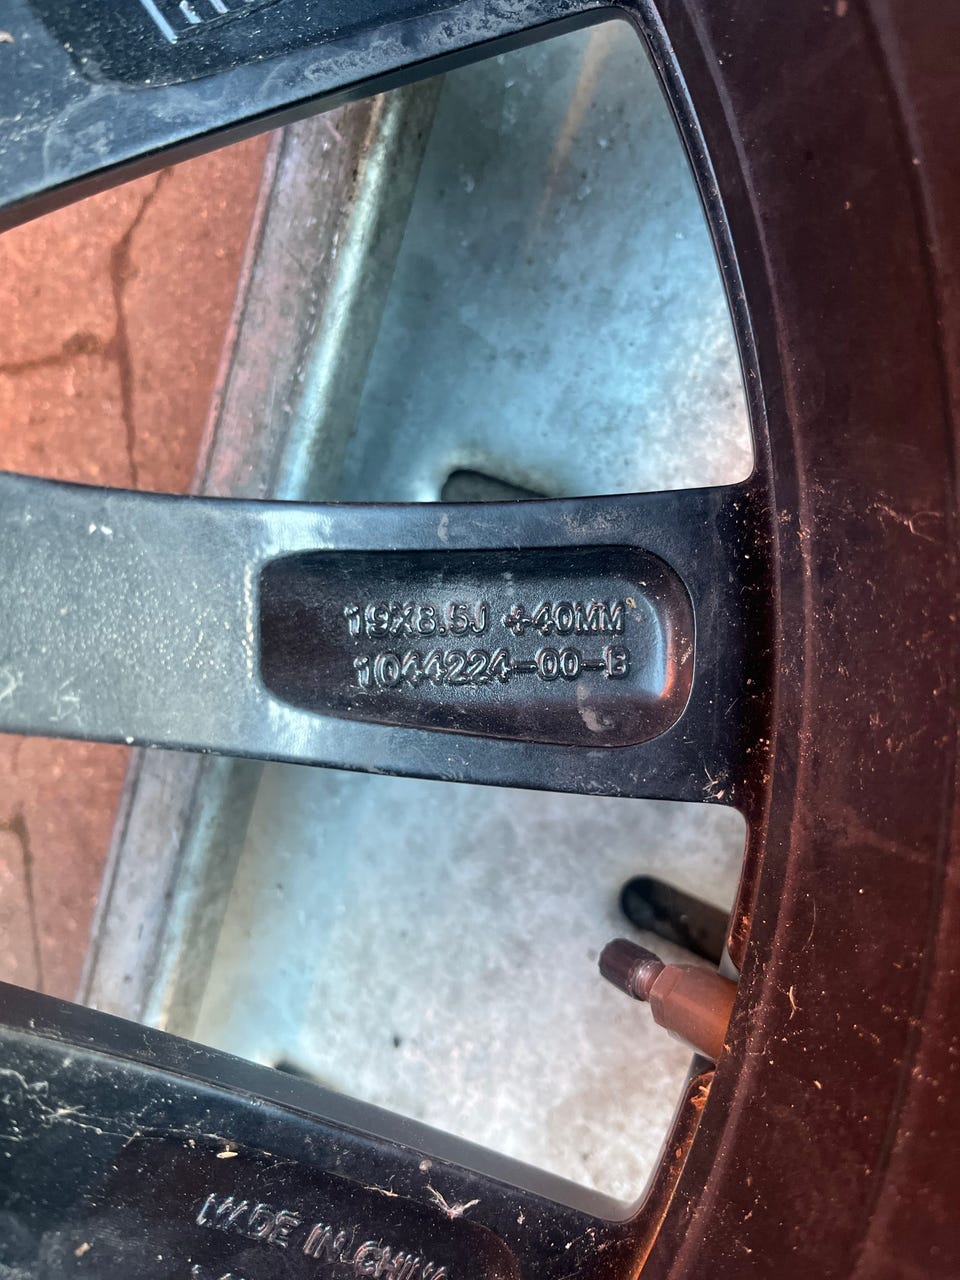 19X8.5J +40MM
1044224-00-B
MADE IN CHINA